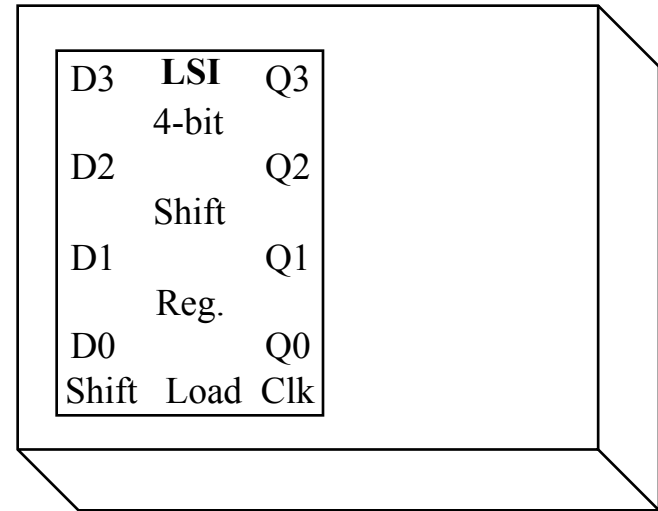 D3 LSI Q3
4-bit
D2 Q2
Shift
D1 Q1
Reg.
D0 Q0
Shift Load Clk